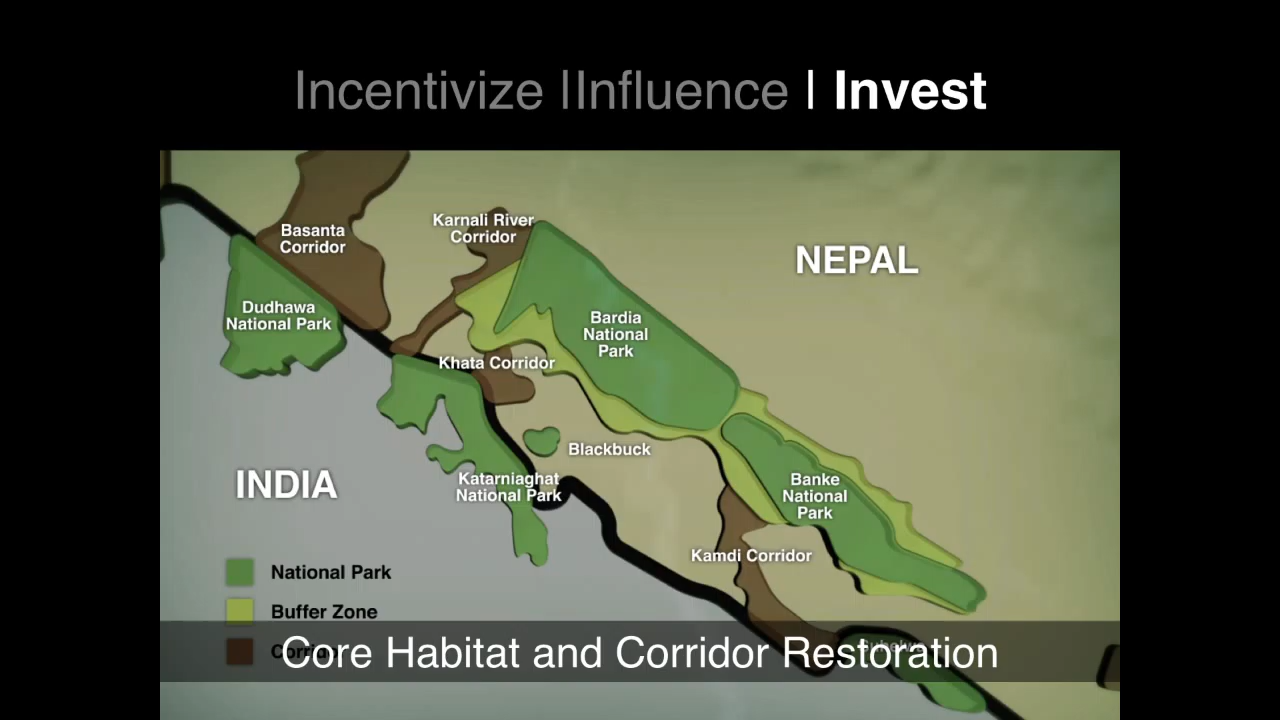 Incentivize | Influence | Invest
Basanta
Corridor
Karnali River
Corridor
NEPAL
Dudhawa
National Park
Bardia
National
Park
Khata Corridor
Blackbuck
INDIA
Katarniaghat
National Park
Banke
National
Park
Kamdi Corridor
National Park
Buffer Zone
Core Habitat and Corridor Restoration